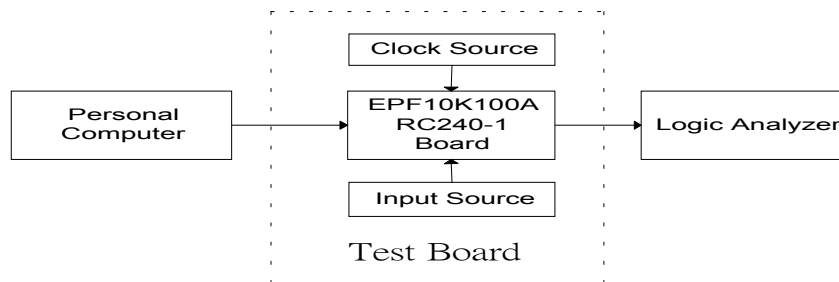 Clock Source
Personal
Computer
EPF10K100A
RC240-1
Board
Logic Analyzer
Input Source
Test Board